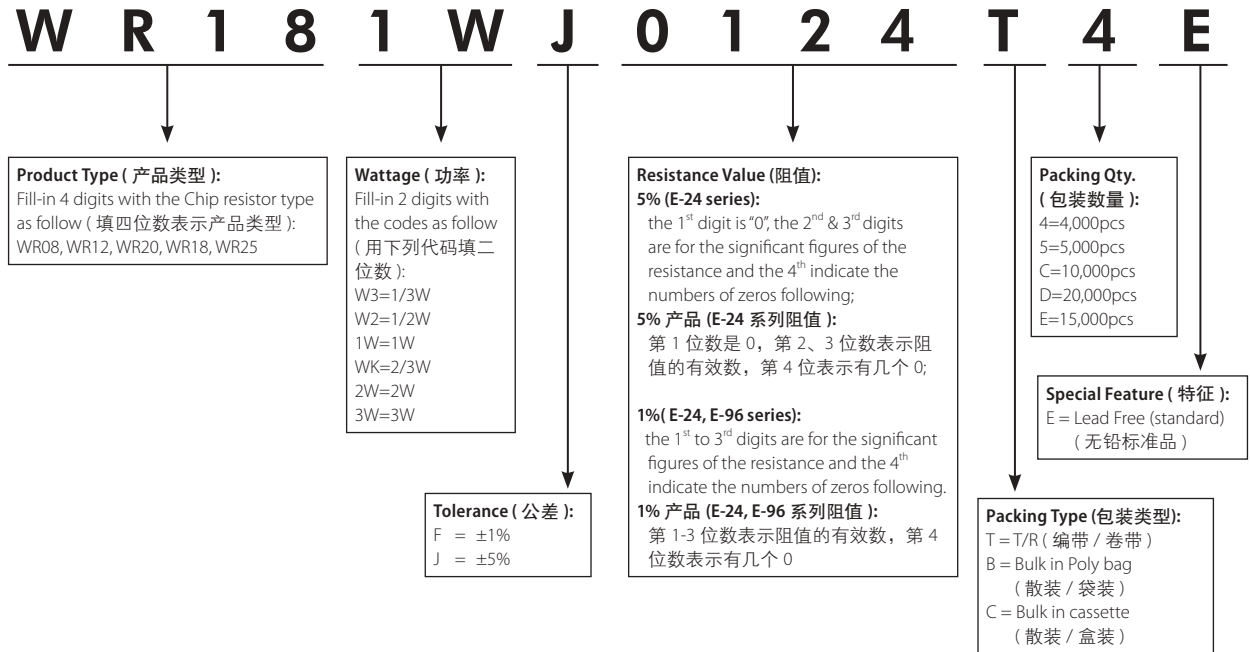 WR181WJ0124T4E
Product Type ( 产品类型 ):
Fill-in 4 digits with the Chip resistor type
as follow ( 填四位数表示产品类型 ):
WR08, WR12, WR20, WR18, WR25
Wattage ( 功率 ):
Fill-in 2 digits with
the codes as follow
( 用下列代码填二
位数 ):
W3=1/3W
W2=1/2W
1W=1W
WK=2/3W
2W=2W
3W=3W
Tolerance ( 公差 ):
F = ±1%
J = ±5%
Resistance Value (阻值):
5% (E-24 series):
the 1st digit is "0", the 2nd & 3rd digits
are for the significant figures of the
resistance and the 4th indicate the
numbers of zeros following;
5% 产品 (E-24 系列阻值 ):
第 1 位数是 0，第 2、3 位数表示阻
值的有效数，第 4 位表示有几个 0;
1%( E-24, E-96 series):
the 1st to 3rd digits are for the significant
figures of the resistance and the 4th
indicate the numbers of zeros following.
1% 产品 (E-24, E-96 系列阻值 ):
第 1-3 位数表示阻值的有效数，第 4
位数表示有几个 0
Packing Qty.
( 包装数量 ):
4=4,000pcs
5=5,000pcs
C=10,000pcs
D=20,000pcs
E=15,000pcs
Special Feature ( 特征 ):
E = Lead Free (standard)
( 无铅标准品 )
Packing Type (包装类型):
T = T/R ( 编带 / 卷带 )
B = Bulk in Poly bag
( 散装 / 袋装 )
C = Bulk in cassette
( 散装 / 盒装 )